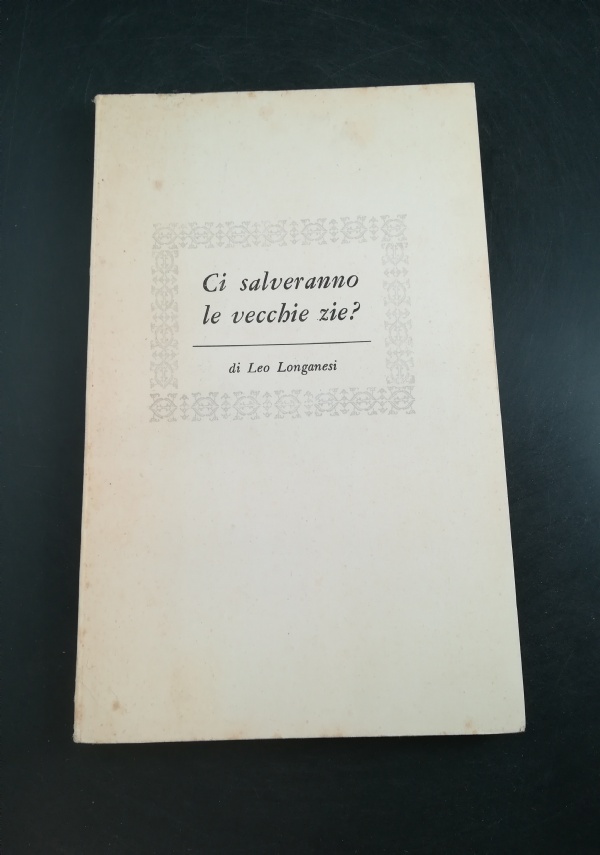 Ci salveranno
le vecchie zie?
di Leo Longanesi